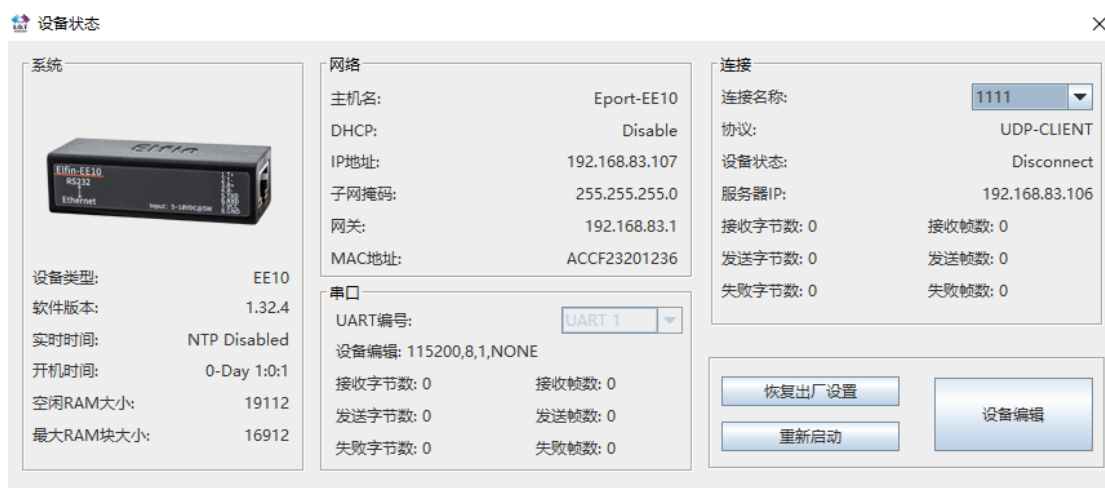 设备状态
系统
Elfin
Elfin-EE10
RS232
Ethernet
Input: 5-18VDC@5W
设备类型: EE10
软件版本: 1.32.4
实时时间: NTP Disabled
开机时间: 0-Day 1:0:1
空闲RAM大小: 19112
最大RAM块大小: 16912
网络
主机名: Eport-EE10
DHCP: Disable
IP地址: 192.168.83.107
子网掩码: 255.255.255.0
网关: 192.168.83.1
MAC地址: ACCF23201236
串口
UART编号: UART 1
设备编辑: 115200,8,1,NONE
接收字节数: 0 接收帧数: 0
发送字节数: 0 发送帧数: 0
失败字节数: 0 失败帧数: 0
连接
连接名称: 1111
协议: UDP-CLIENT
设备状态: Disconnect
服务器IP: 192.168.83.106
接收字节数: 0 接收帧数: 0
发送字节数: 0 发送帧数: 0
失败字节数: 0 失败帧数: 0
恢复出厂设置
重新启动
设备编辑